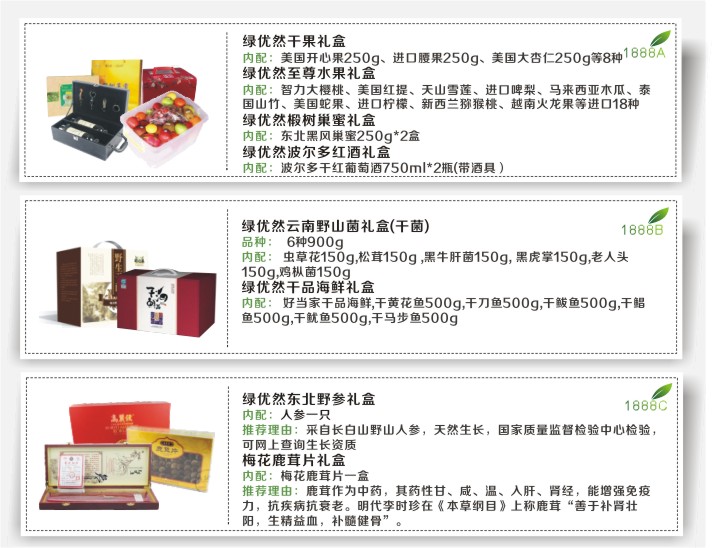 绿优然干果礼盒
内配：美国开心果250g、进口腰果250g、美国大杏仁250g等8种
1888A
绿优然至尊水果礼盒
内配：智力大樱桃、美国红提、天山雪莲、进口啤梨、马来西亚木瓜、泰
国山竹、美国蛇果、进口柠檬、新西兰猕猴桃、越南火龙果等进口18种
绿优然椴树巢蜜礼盒
内配：东北黑风巢蜜250g*2盒
绿优然波尔多红酒礼盒
内配：波尔多干红葡萄酒750ml*2瓶(带酒具）
绿优然云南野山菌礼盒(干菌)
1888B
品种： 6种900g
内配： 虫草花150g,松茸150g ,黑牛肝菌150g, 黑虎掌150g,老人头
150g,鸡枞菌150g
绿优然干品海鲜礼盒
内配： 好当家干品海鲜,干黄花鱼500g,干刀鱼500g,干鲅鱼500g,干鲳
鱼500g,干鱿鱼500g,干马步鱼500g
绿优然东北野参礼盒
1888C
内配：人参一只
推荐理由：采自长白山野山人参，天然生长，国家质量监督检验中心检验，
可网上查询生长资质
梅花鹿茸片礼盒
内配：梅花鹿茸片一盒
推荐理由：鹿茸作为中药，其药性甘、咸、温、人肝、肾经，能增强免疫
力，抗疾病抗衰老。明代李时珍在《本草纲目》上称鹿茸“善于补肾壮
阳，生精益血，补髓健骨”。